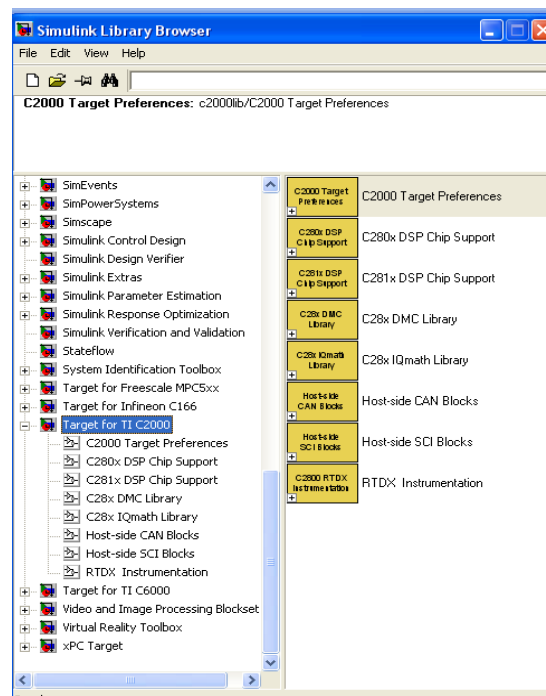 Simulink Library Browser
File Edit View Help
C2000 Target Preferences: c2000lib/C2000 Target Preferences
SimEvents
SimPowerSystems
Simscape
Simulink Control Design
Simulink Design Verifier
Simulink Extras
Simulink Parameter Estimation
Simulink Response Optimization
Simulink Verification and Validation
Stateflow
System Identification Toolbox
Target for Freescale MPC5xx
Target for Infineon C166
Target for TI C2000
C2000 Target Preferences
C280x DSP Chip Support
C281x DSP Chip Support
C28x DMC Library
C28x IQmath Library
Host-side CAN Blocks
Host-side SCI Blocks
RTDX Instrumentation
Target for TI C6000
Video and Image Processing Blockset
Virtual Reality Toolbox
xPC Target
C2000 Target
Preferences
C2000 Target Preferences
C280x DSP
Chip Support
C280x DSP Chip Support
C281x DSP
Chip Support
C281x DSP Chip Support
C28x DMC
Library
C28x DMC Library
C28x IQmath
Library
C28x IQmath Library
Host-side
CAN Blocks
Host-side CAN Blocks
Host-side
SCI Blocks
Host-side SCI Blocks
C2800 RTDX
Instrumentation
RTDX Instrumentation